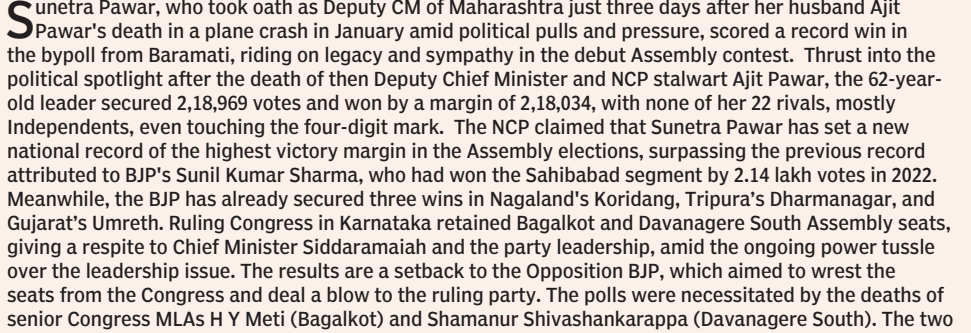 Sunetra Pawar, who took oath as Deputy CM of Maharashtra just three days after her husband Ajit
Pawar's death in a plane crash in January amid political pulls and pressure, scored a record win in
the bypoll from Baramati, riding on legacy and sympathy in the debut Assembly contest. Thrust into the
political spotlight after the death of then Deputy Chief Minister and NCP stalwart Ajit Pawar, the 62-year-
old leader secured 2,18,969 votes and won by a margin of 2,18,034, with none of her 22 rivals, mostly
Independents, even touching the four-digit mark. The NCP claimed that Sunetra Pawar has set a new
national record of the highest victory margin in the Assembly elections, surpassing the previous record
attributed to BJP's Sunil Kumar Sharma, who had won the Sahibabad segment by 2.14 lakh votes in 2022.
Meanwhile, the BJP has already secured three wins in Nagaland's Koridang, Tripura’s Dharmanagar, and
Gujarat’s Umreth. Ruling Congress in Karnataka retained Bagalkot and Davanagere South Assembly seats,
giving a respite to Chief Minister Siddaramaiah and the party leadership, amid the ongoing power tussle
over the leadership issue. The results are a setback to the Opposition BJP, which aimed to wrest the
seats from the Congress and deal a blow to the ruling party. The polls were necessitated by the deaths of
senior Congress MLAs H Y Meti (Bagalkot) and Shamanur Shivashankarappa (Davanagere South). The two